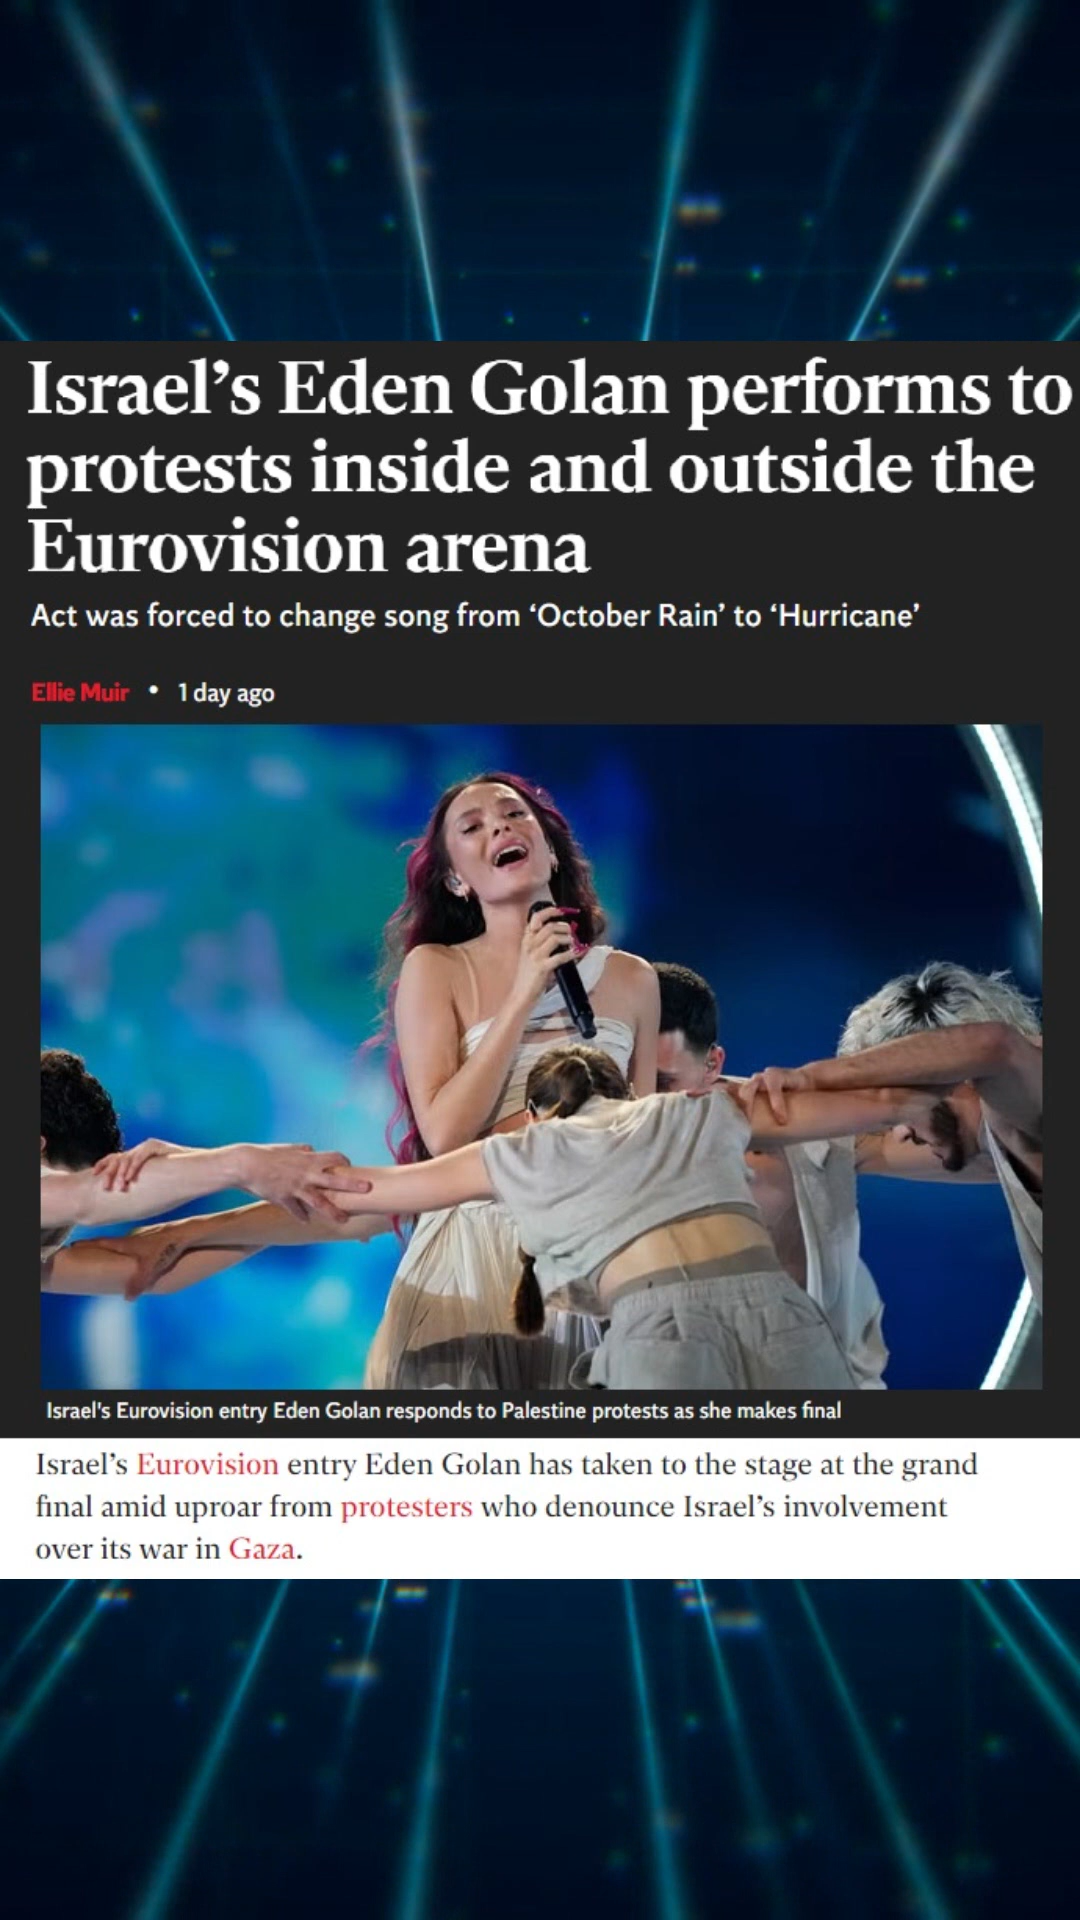 Israel’s Eden Golan performs to
protests inside and outside the
Eurovision arena
Act was forced to change song from ‘October Rain’ to ‘Hurricane’
Ellie Muir • 1 day ago
Israel's Eurovision entry Eden Golan responds to Palestine protests as she makes final
Israel’s Eurovision entry Eden Golan has taken to the stage at the grand
final amid uproar from protesters who denounce Israel’s involvement
over its war in Gaza.